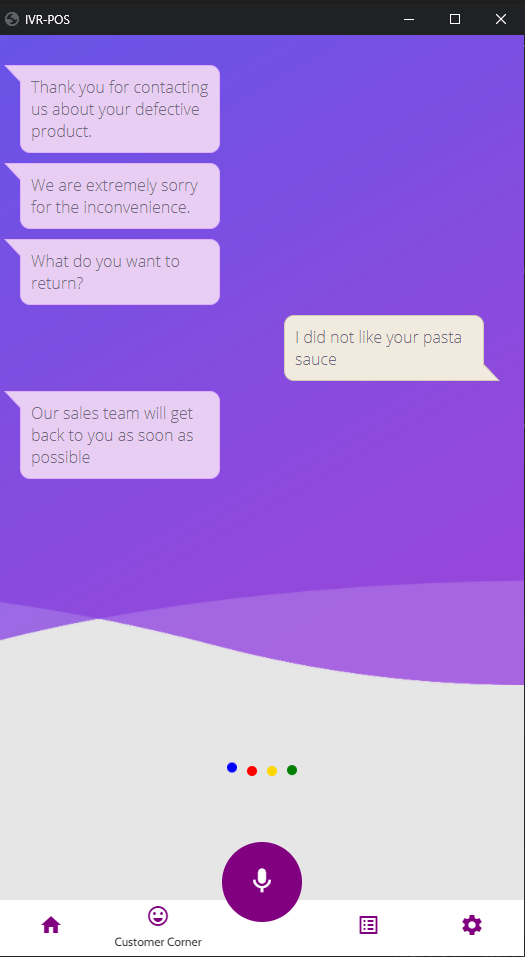 IVR-POS
Thank you for contacting
us about your defective
product.
We are extremely sorry
for the inconvenience.
What do you want to
return?
I did not like your pasta
sauce
Our sales team will get
back to you as soon as
possible
Customer Corner